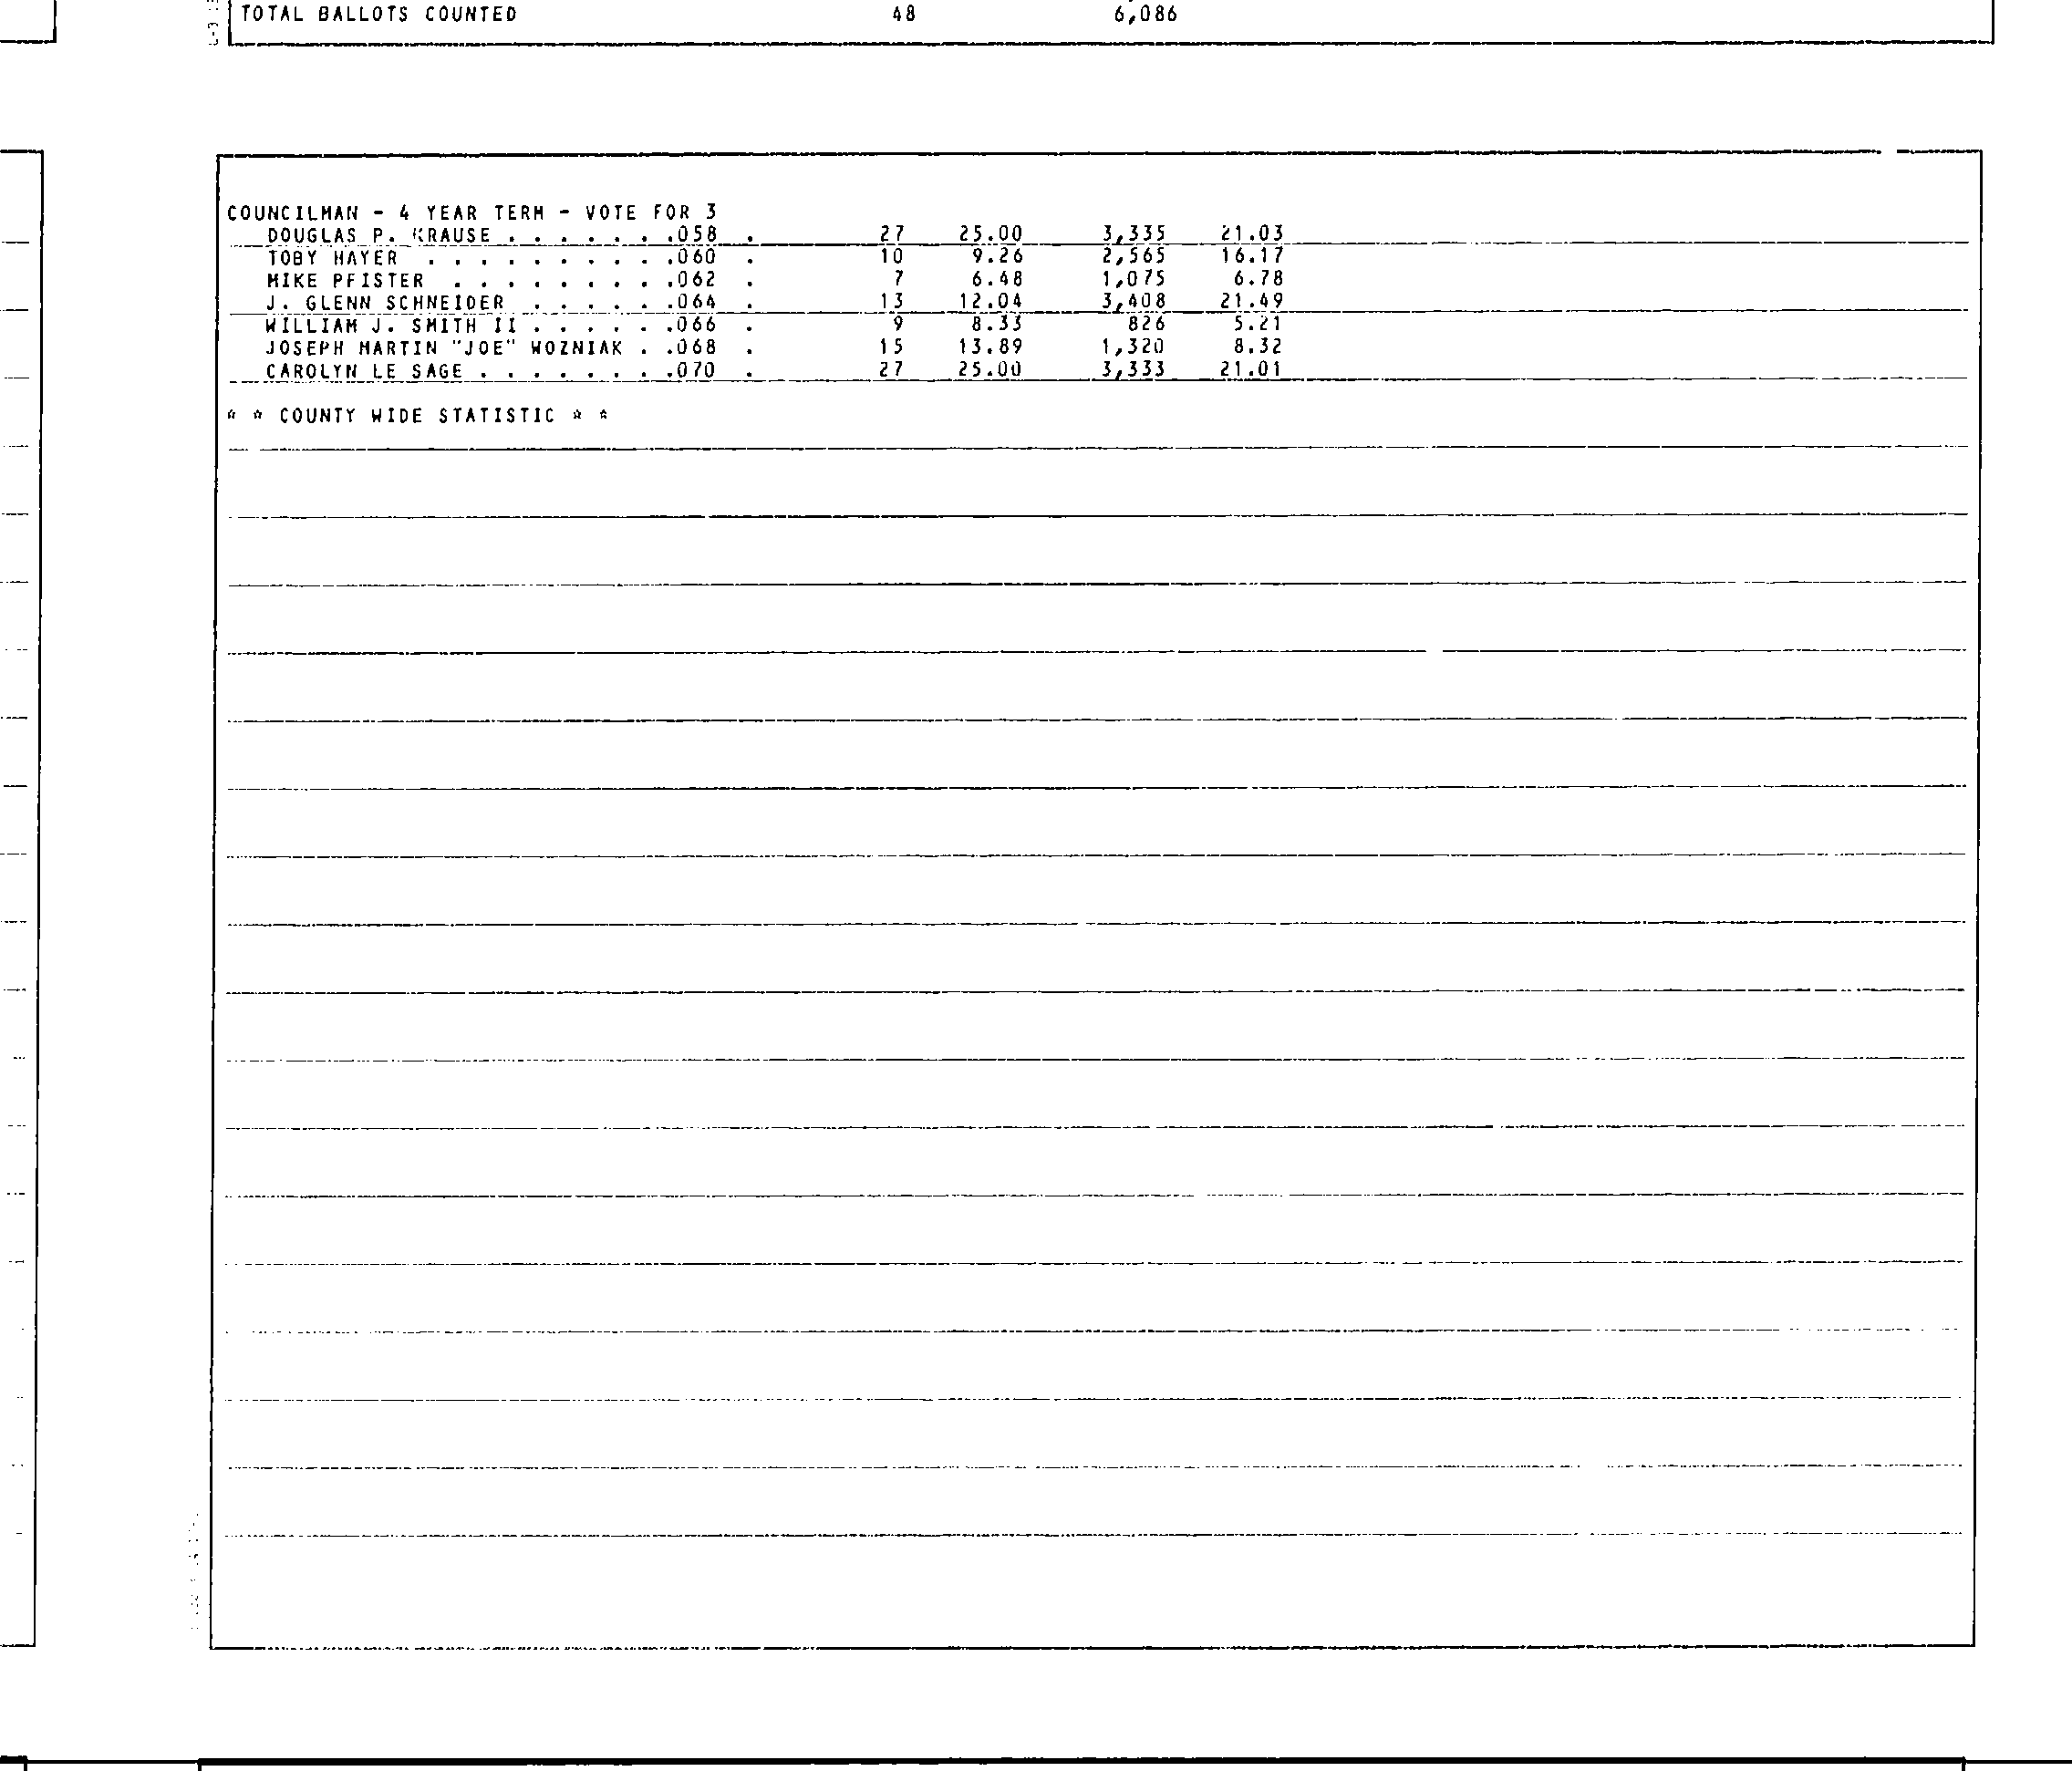 TOTAL BALLOTS COUNTED 48 6,086
COUNCILMAN - 4 YEAR TERM - VOTE FOR 3
DOUGLAS P. KRAUSE . . . . . . .058 . 27 25.00 3,335 21.03
TOBY HAYER . . . . . . . . . .060 . 10 9.26 2,565 16.17
MIKE PFISTER . . . . . . . . .062 . 7 6.48 1,075 6.78
J. GLENN SCHNEIDER . . . . . .064 . 13 12.04 3,408 21.49
WILLIAM J. SMITH II . . . . . .066 . 9 8.33 826 5.21
JOSEPH MARTIN "JOE" WOZNIAK . .068 . 15 13.89 1,320 8.32
CAROLYN LE SAGE . . . . . . . .070 . 27 25.00 3,333 21.01
* * COUNTY WIDE STATISTIC * *